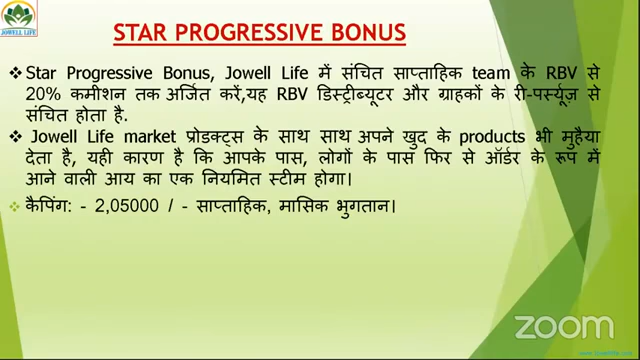 JOWELL LIFE
STAR PROGRESSIVE BONUS
❖Star Progressive Bonus, Jowell Life में संचित साप्ताहिक team के RBV से
20% कमीशन तक अर्जित करें,यह RBV डिस्ट्रीब्यूटर और ग्राहकों के री-पर्स्यूज़ से
संचित होता है.
❖ Jowell Life market प्रोडक्ट्स के साथ साथ अपने खुद के products भी मुहैया
देता है, यही कारण है कि आपके पास, लोगों के पास फिर से ऑर्डर के रूप में
आने वाली आय का एक नियमित स्टीम होगा।
❖ कैपिंग: - 2,05000 / - साप्ताहिक, मासिक भुगतान।
zoom